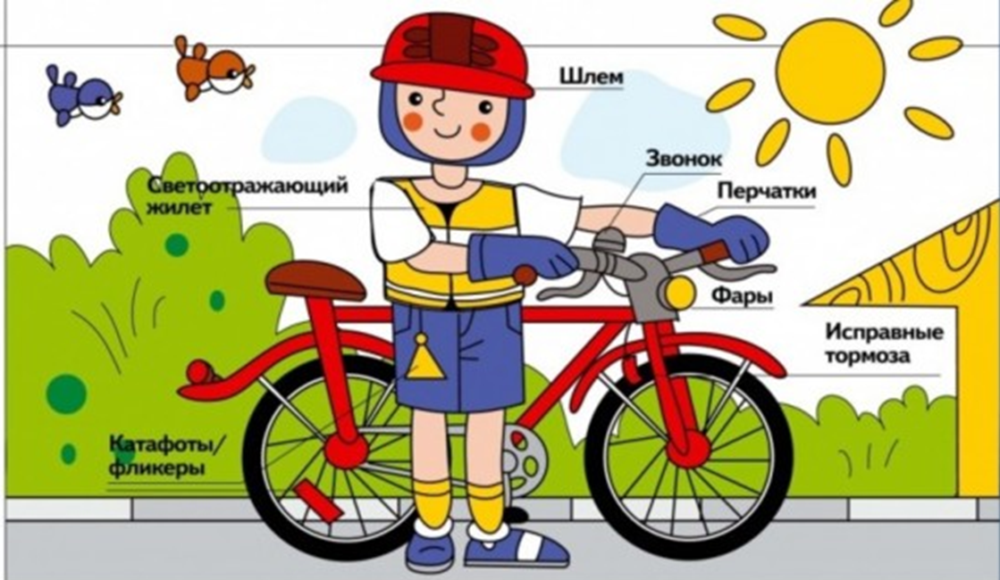 Шлем
Звонок
Перчатки
Светоотражающий
жилет
Фары
Исправные
тормоза
Катафоты/
фликеры